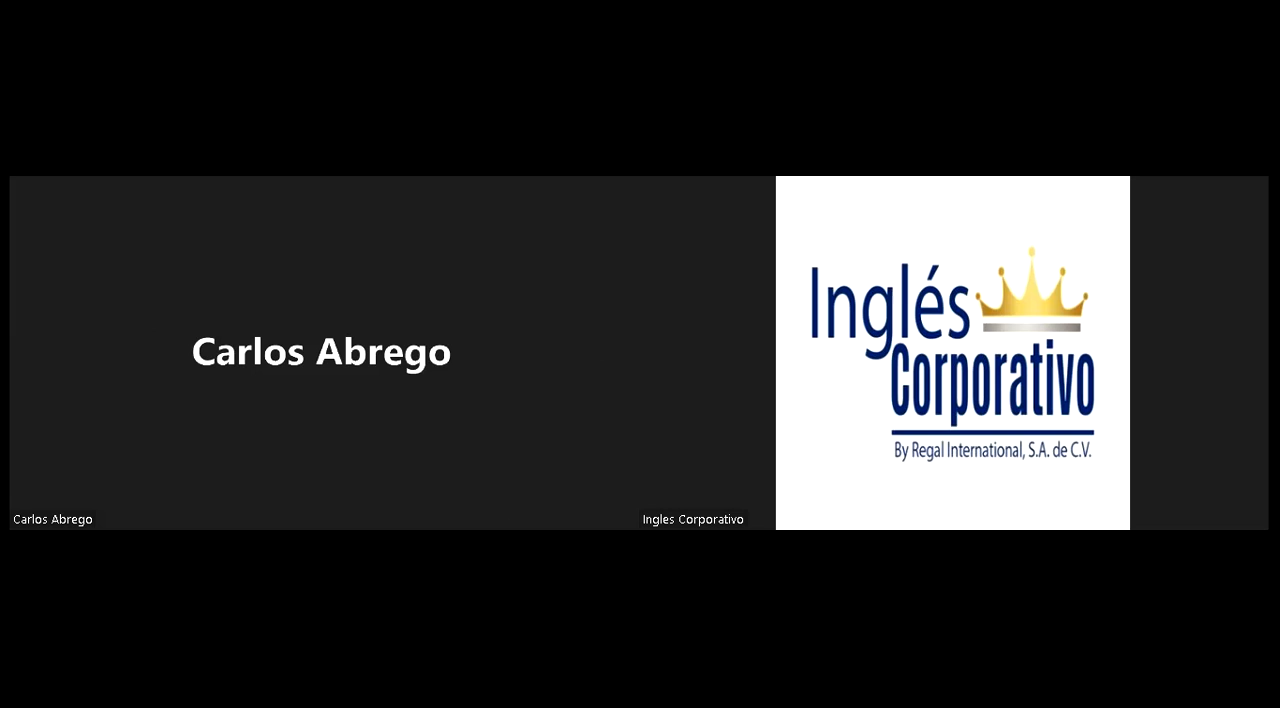 Carlos Abrego
Carlos Abrego
Inglés
Corporativo
By Regal International, S.A. de C.V.
Ingles Corporativo